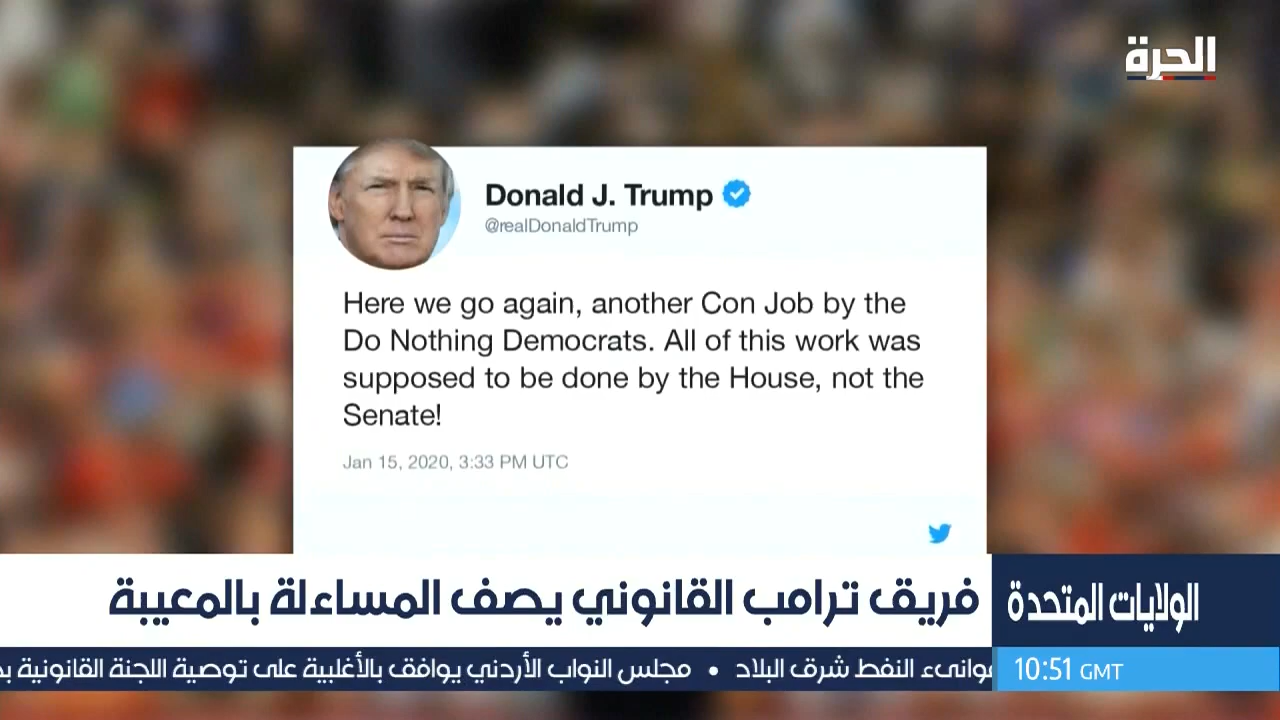 الحرة
Donald J. Trump
@realDonaldTrump
Here we go again, another Con Job by the
Do Nothing Democrats. All of this work was
supposed to be done by the House, not the
Senate!
Jan 15, 2020, 3:33 PM UTC
الولايات المتحدة
فريق ترامب القانوني يصف المساءلة بالمعيبة
10:51 GMT
النفط شرق البلاد • مجلس النواب الأردني يوافق بالأغلبية على توصية اللجنة القانونية